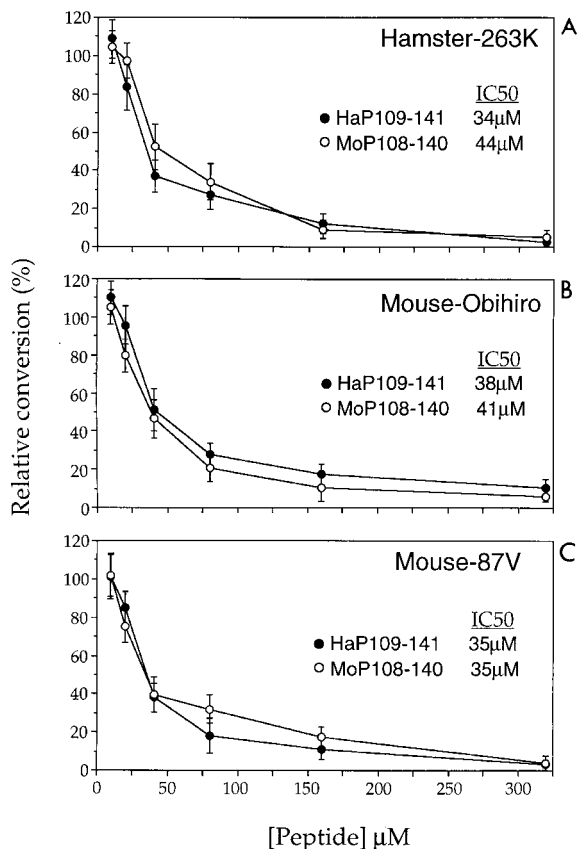 A
Hamster-263K
IC50
HaP109-141 34µM
MoP108-140 44µM
120
100
80
60
40
20
0
B
Mouse-Obihiro
IC50
HaP109-141 38µM
MoP108-140 41µM
120
100
80
60
40
20
0
C
Mouse-87V
IC50
HaP109-141 35µM
MoP108-140 35µM
120
100
80
60
40
20
0
0 50 100 150 200 250 300
Relative conversion (%)
[Peptide] µM